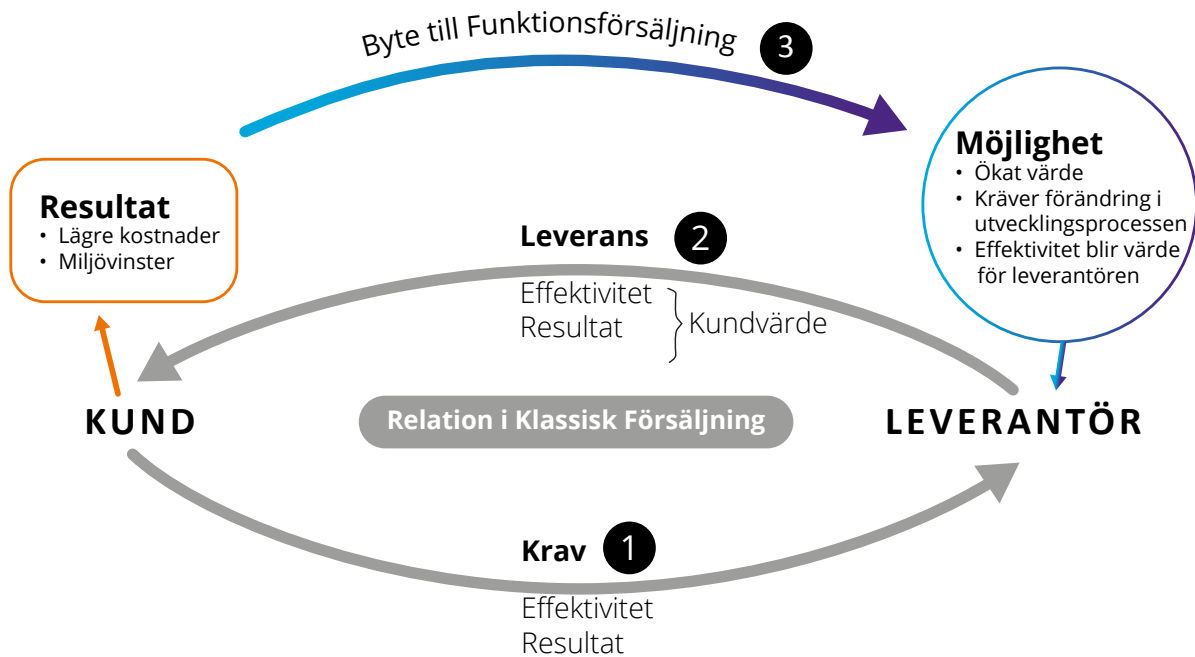 Byte till Funktionsförsäljning 3
Möjlighet
• Ökat värde
• Kräver förändring i
utvecklingsprocessen
• Effektivitet blir värde
för leverantören
Resultat
• Lägre kostnader
• Miljövinster
Leverans 2
Effektivitet
Resultat
Kundvärde
KUND
Relation i Klassisk Försäljning
LEVERANTÖR
Krav 1
Effektivitet
Resultat